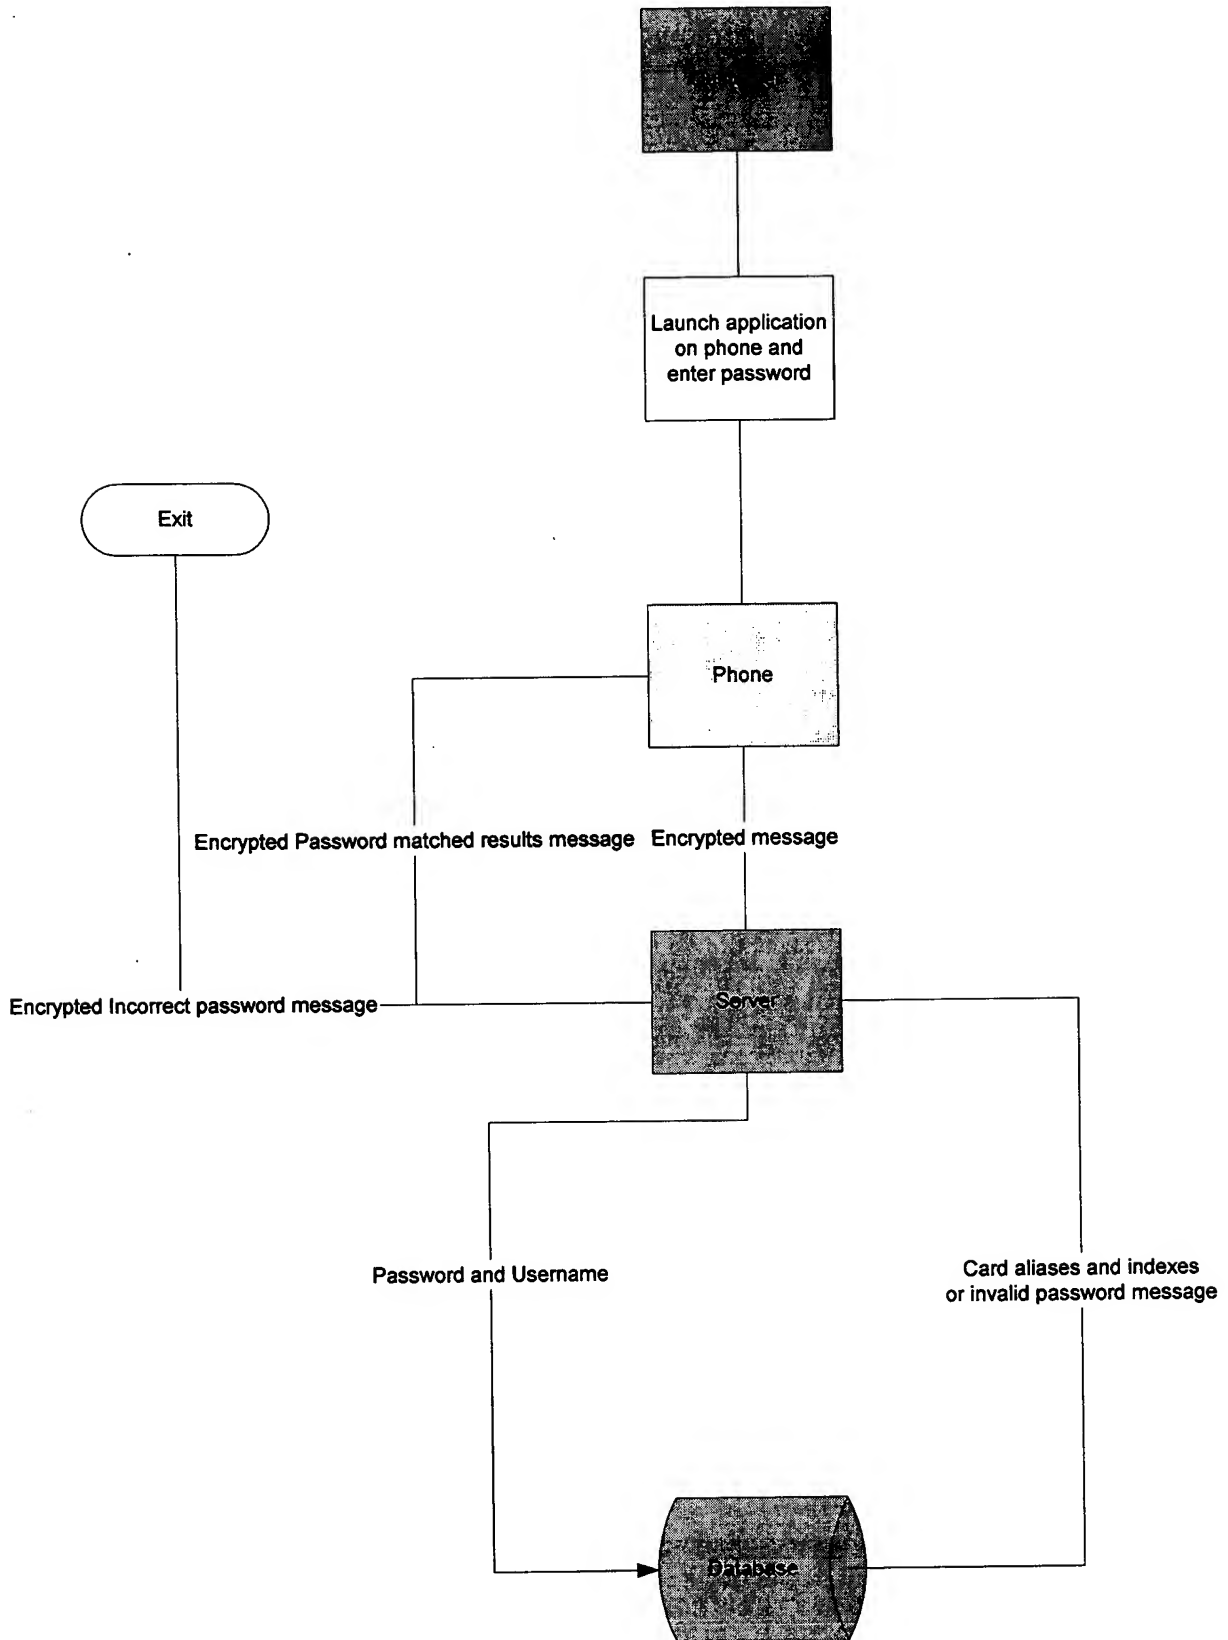 Launch application
on phone and
enter password
Exit
Phone
Encrypted Password matched results message
Encrypted message
Server
Encrypted Incorrect password message
Password and Username
Card aliases and indexes
or invalid password message
Database